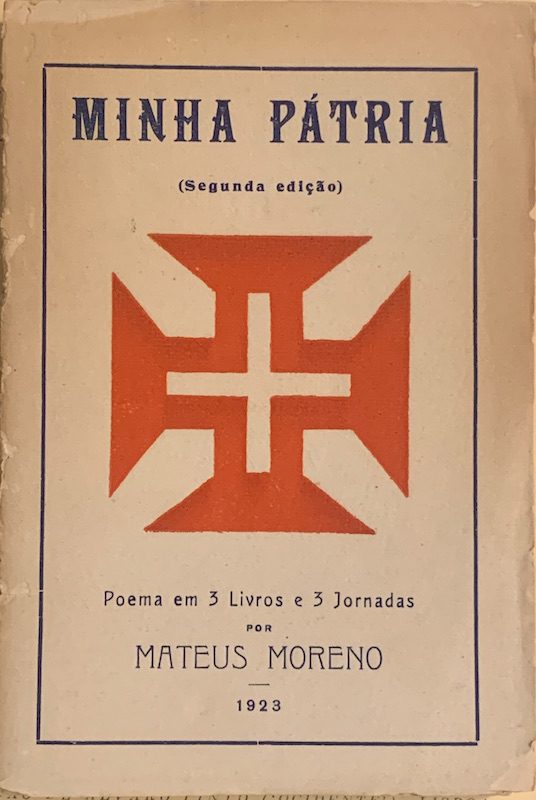 MINHA PÁTRIA
(Segunda edição)
Poema em 3 Livros e 3 Jornadas
POR
MATEUS MORENO
1923